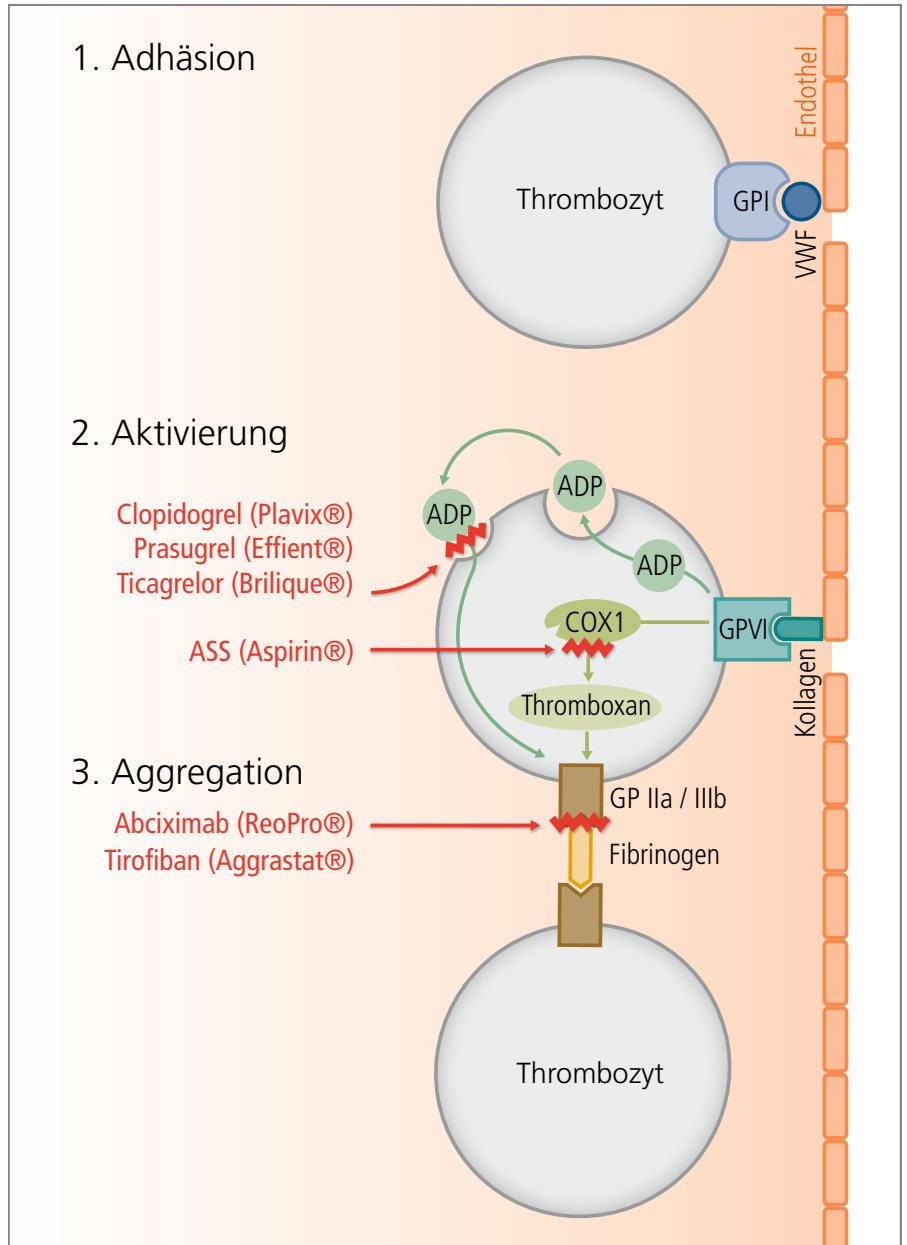 1. Adhäsion
Endothel
Thrombozyt
GPI
VWF
2. Aktivierung
ADP
ADP
ADP
Clopidogrel (Plavix®)
Prasugrel (Effient®)
Ticagrelor (Brilique®)
COX1
GPVI
ASS (Aspirin®)
Kollagen
Thromboxan
3. Aggregation
GP IIa / IIIb
Abciximab (ReoPro®)
Tirofiban (Aggrastat®)
Fibrinogen
Thrombozyt